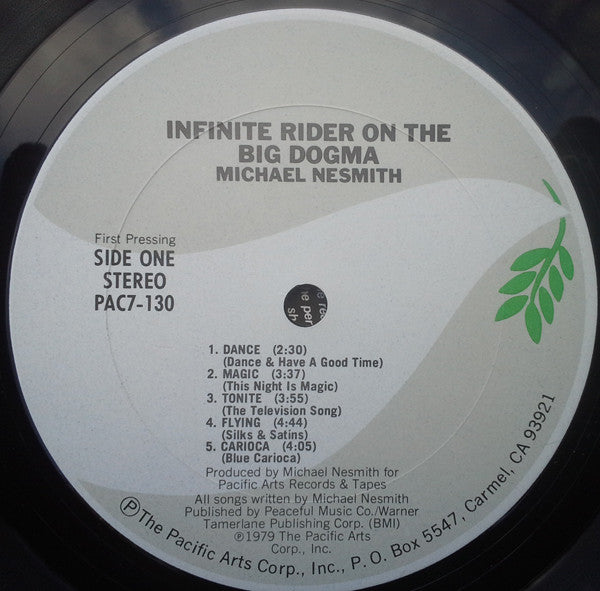 INFINITE RIDER ON THE
BIG DOGMA
MICHAEL NESMITH
First Pressing
SIDE ONE
STEREO
PAC7-130
1. DANCE (2:30)
(Dance & Have A Good Time)
2. MAGIC (3:37)
(This Night Is Magic)
3. TONITE (3:55)
(The Television Song)
4. FLYING (4:44)
(Silks & Satins)
5. CARIOCA (4:05)
(Blue Carioca)
Produced by Michael Nesmith for
Pacific Arts Records & Tapes
All songs written by Michael Nesmith
Published by Peaceful Music Co./Warner
Tamerlane Publishing Corp. (BMI)
℗1979 The Pacific Arts
Corp., Inc.
℗The Pacific Arts Corp., Inc., P. O. Box 5547, Carmel, CA 93921